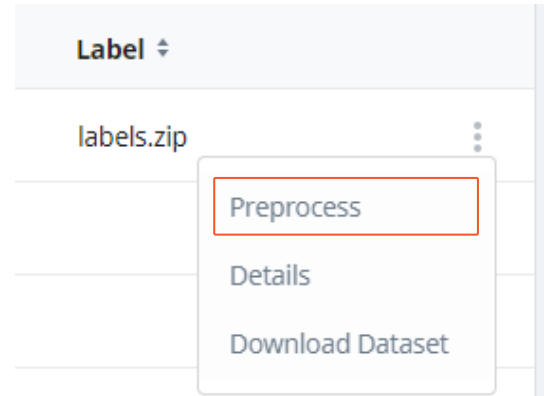 Label
labels.zip
Preprocess
Details
Download Dataset